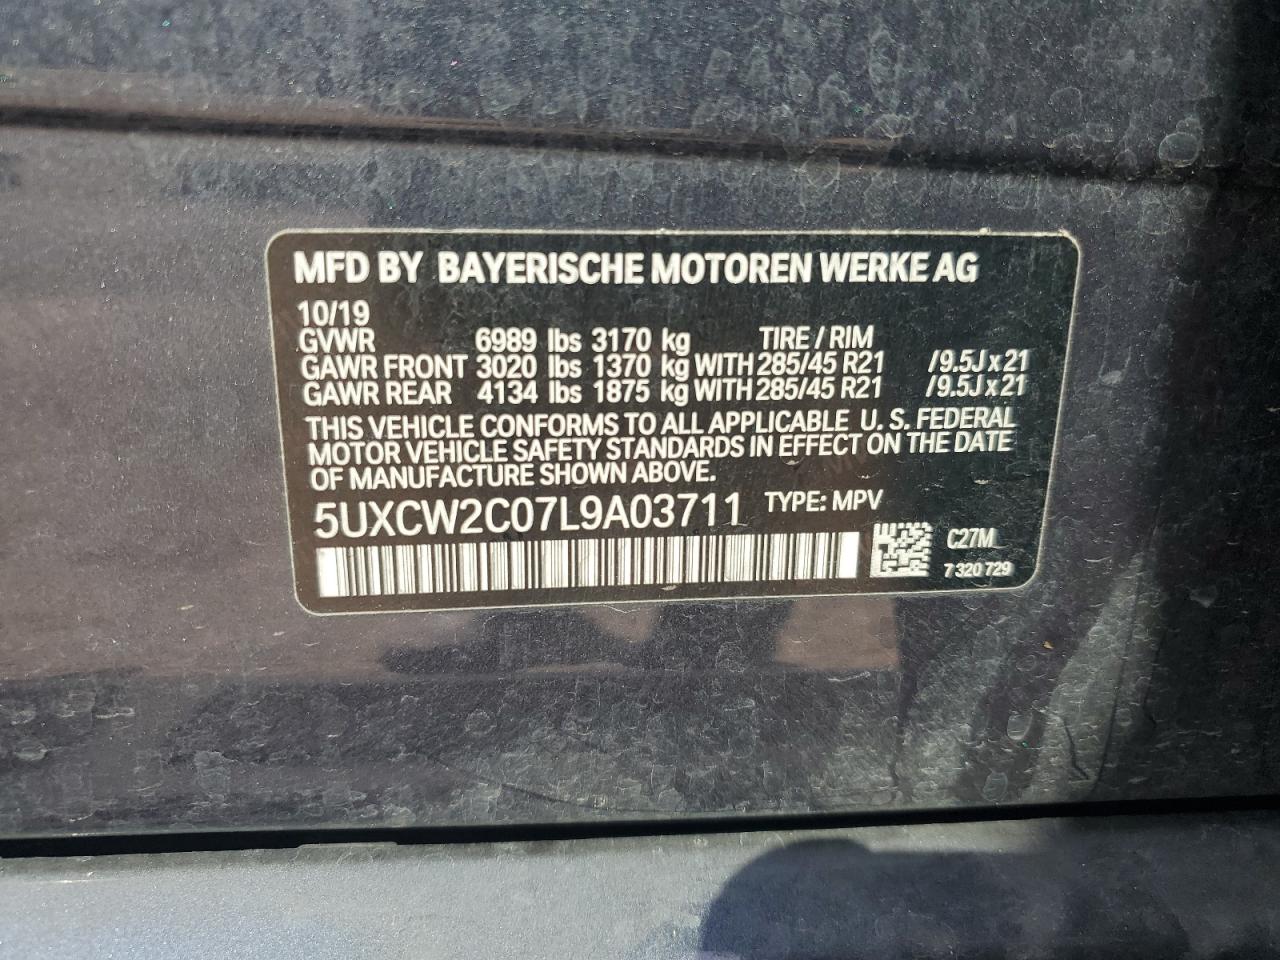 MFD BY BAYERISCHE MOTOREN WERKE AG
10/19
GVWR 6989 lbs 3170 kg TIRE / RIM
GAWR FRONT 3020 lbs 1370 kg WITH 285/45 R21 /9.5J x 21
GAWR REAR 4134 lbs 1875 kg WITH 285/45 R21 /9.5J x 21
THIS VEHICLE CONFORMS TO ALL APPLICABLE U. S. FEDERAL
MOTOR VEHICLE SAFETY STANDARDS IN EFFECT ON THE DATE
OF MANUFACTURE SHOWN ABOVE.
5UXCW2C07L9A03711 TYPE: MPV
C27M
7 320 729